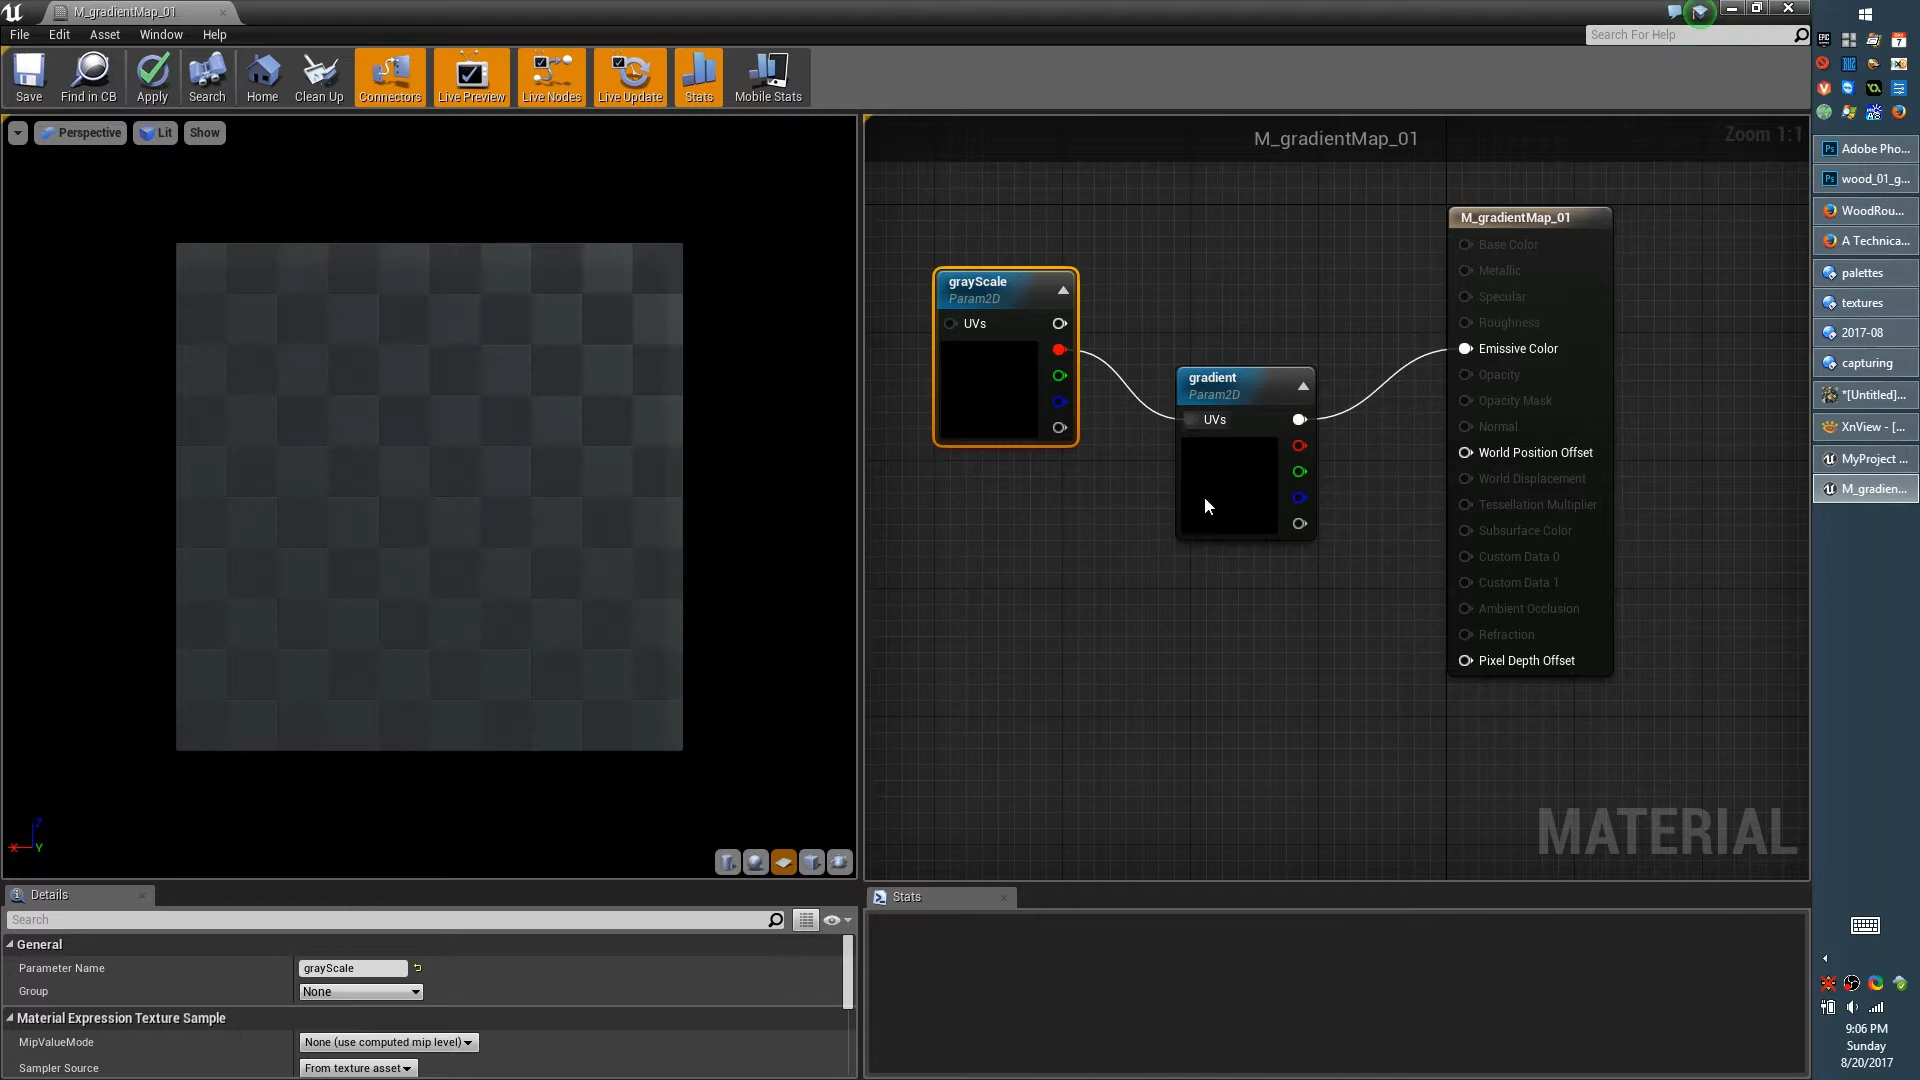 M_gradientMap_01
File Edit Asset Window Help
Search For Help
Save Find in CB Apply Search Home Clean Up Connectors Live Preview Live Nodes Live Update Stats Mobile Stats
Perspective Lit Show
M_gradientMap_01
Zoom 1:1
grayScale
Param2D
UVs
gradient
Param2D
UVs
M_gradientMap_01
Base Color
Metallic
Specular
Roughness
Emissive Color
Opacity
Opacity Mask
Normal
World Position Offset
World Displacement
Tessellation Multiplier
Subsurface Color
Custom Data 0
Custom Data 1
Ambient Occlusion
Refraction
Pixel Depth Offset
MATERIAL
Z
X
Y
Details
Search
General
Parameter Name grayScale
Group None
Material Expression Texture Sample
MipValueMode None (use computed mip level)
Sampler Source From texture asset
Stats
Adobe Pho...
wood_01_g...
WoodRou...
A Technica...
palettes
textures
2017-08
capturing
*[Untitled]...
XnView - [...
MyProject ...
M_gradien...
9:06 PM
Sunday
8/20/2017